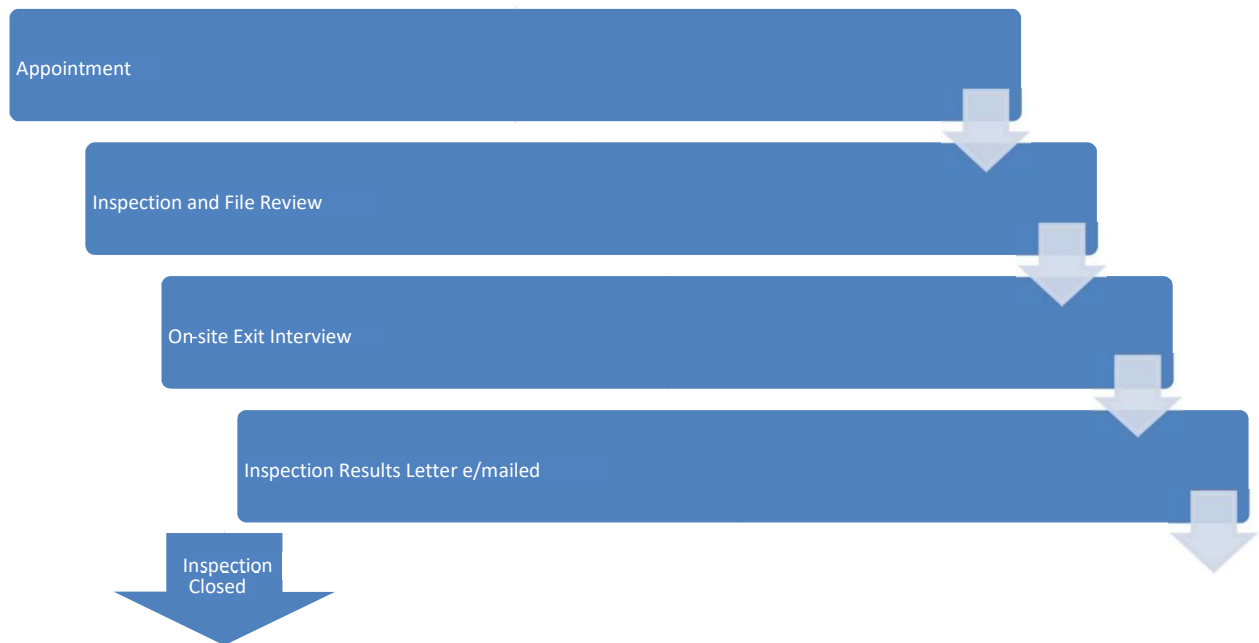 Appointment
Inspection and File Review
On-site Exit Interview
Inspection Results Letter e/mailed
Inspection
Closed